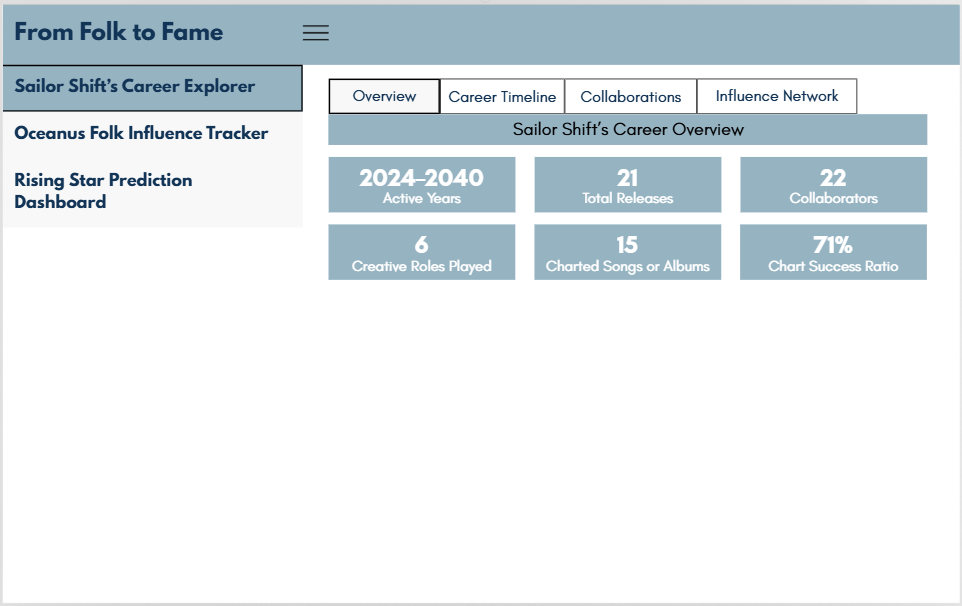 From Folk to Fame
Sailor Shift's Career Explorer
Oceanus Folk Influence Tracker
Rising Star Prediction
Dashboard
Overview
Career Timeline
Collaborations
Influence Network
Sailor Shift's Career Overview
2024–2040
Active Years
21
Total Releases
22
Collaborators
6
Creative Roles Played
15
Charted Songs or Albums
71%
Chart Success Ratio